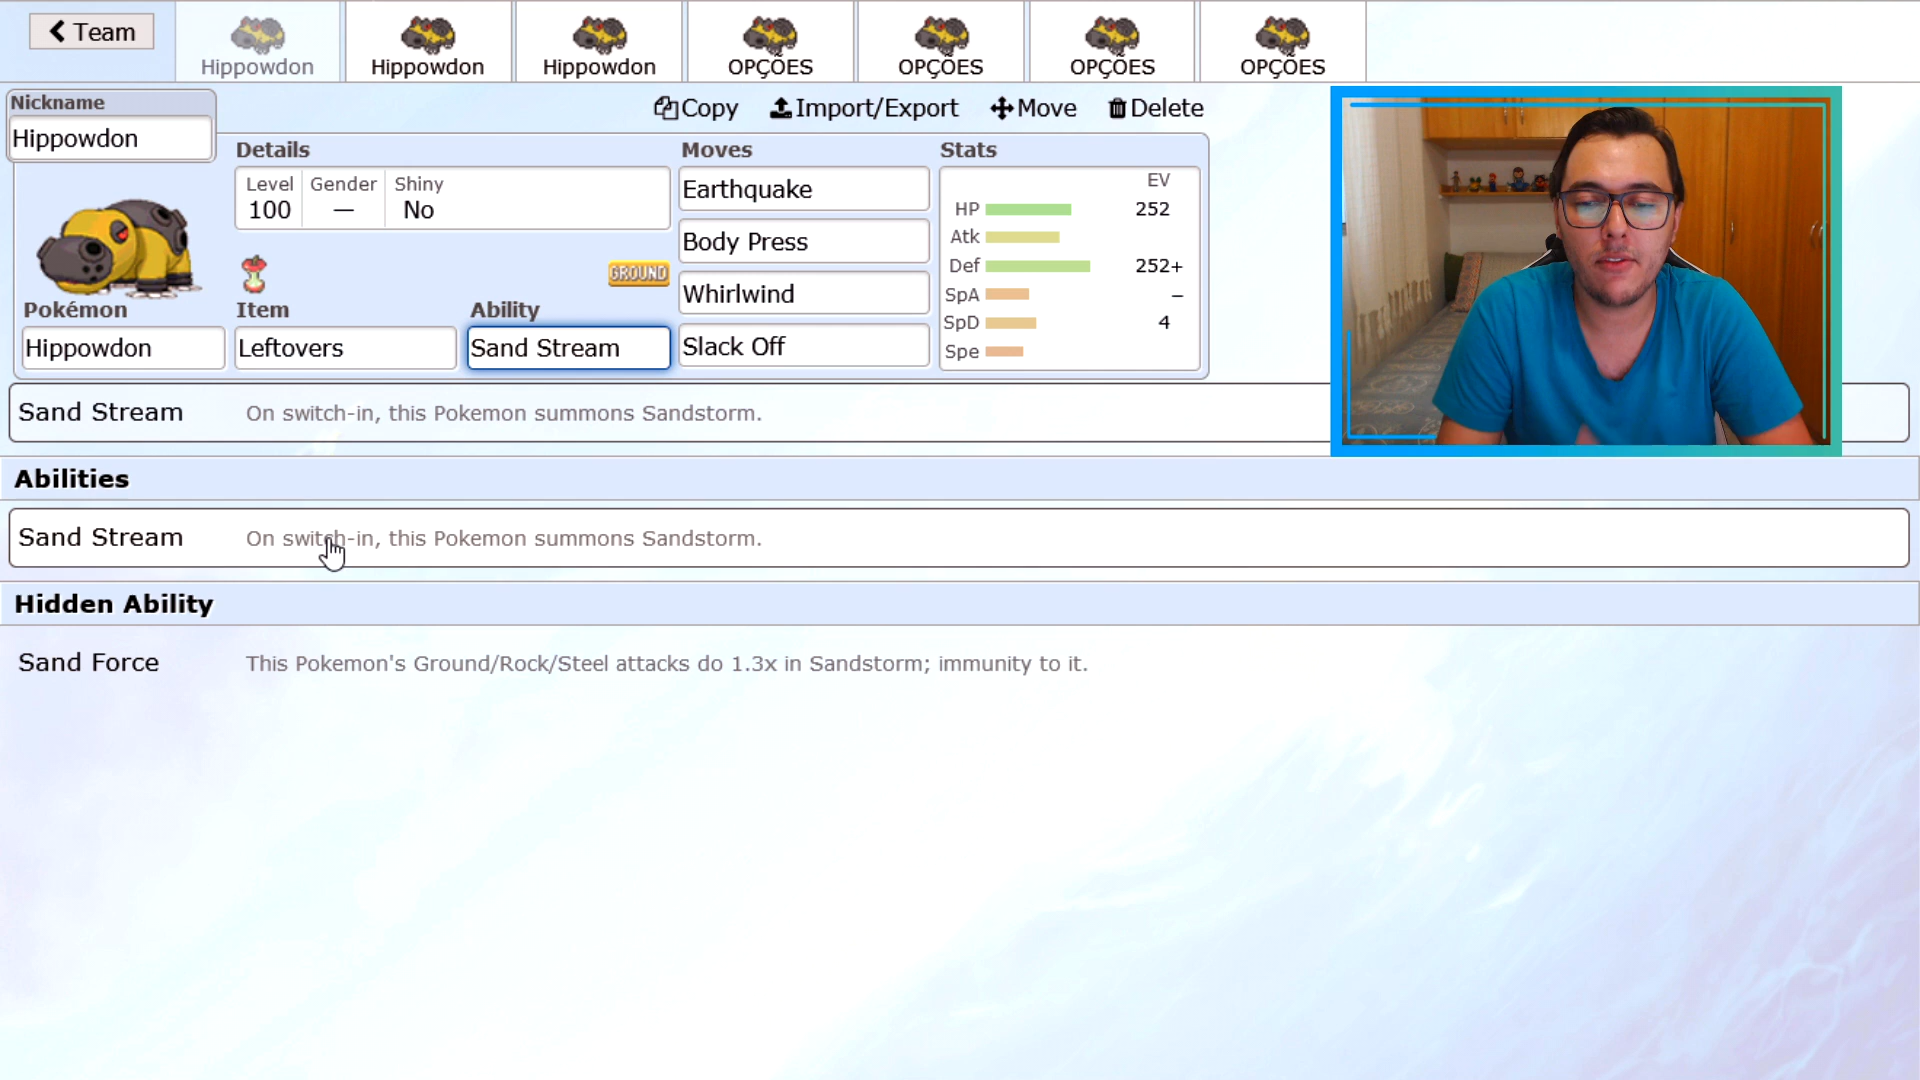 Team
Hippowdon
Hippowdon
Hippowdon
OPÇÕES
OPÇÕES
OPÇÕES
OPÇÕES
Nickname
Hippowdon
Copy
Import/Export
Move
Delete
Details
Level
Gender
Shiny
100
—
No
GROUND
Pokémon
Item
Ability
Hippowdon
Leftovers
Sand Stream
Moves
Earthquake
Body Press
Whirlwind
Slack Off
Stats
EV
HP 252
Atk
Def 252+
SpA –
SpD 4
Spe
Sand Stream On switch-in, this Pokemon summons Sandstorm.
Abilities
Sand Stream On switch-in, this Pokemon summons Sandstorm.
Hidden Ability
Sand Force This Pokemon's Ground/Rock/Steel attacks do 1.3x in Sandstorm; immunity to it.